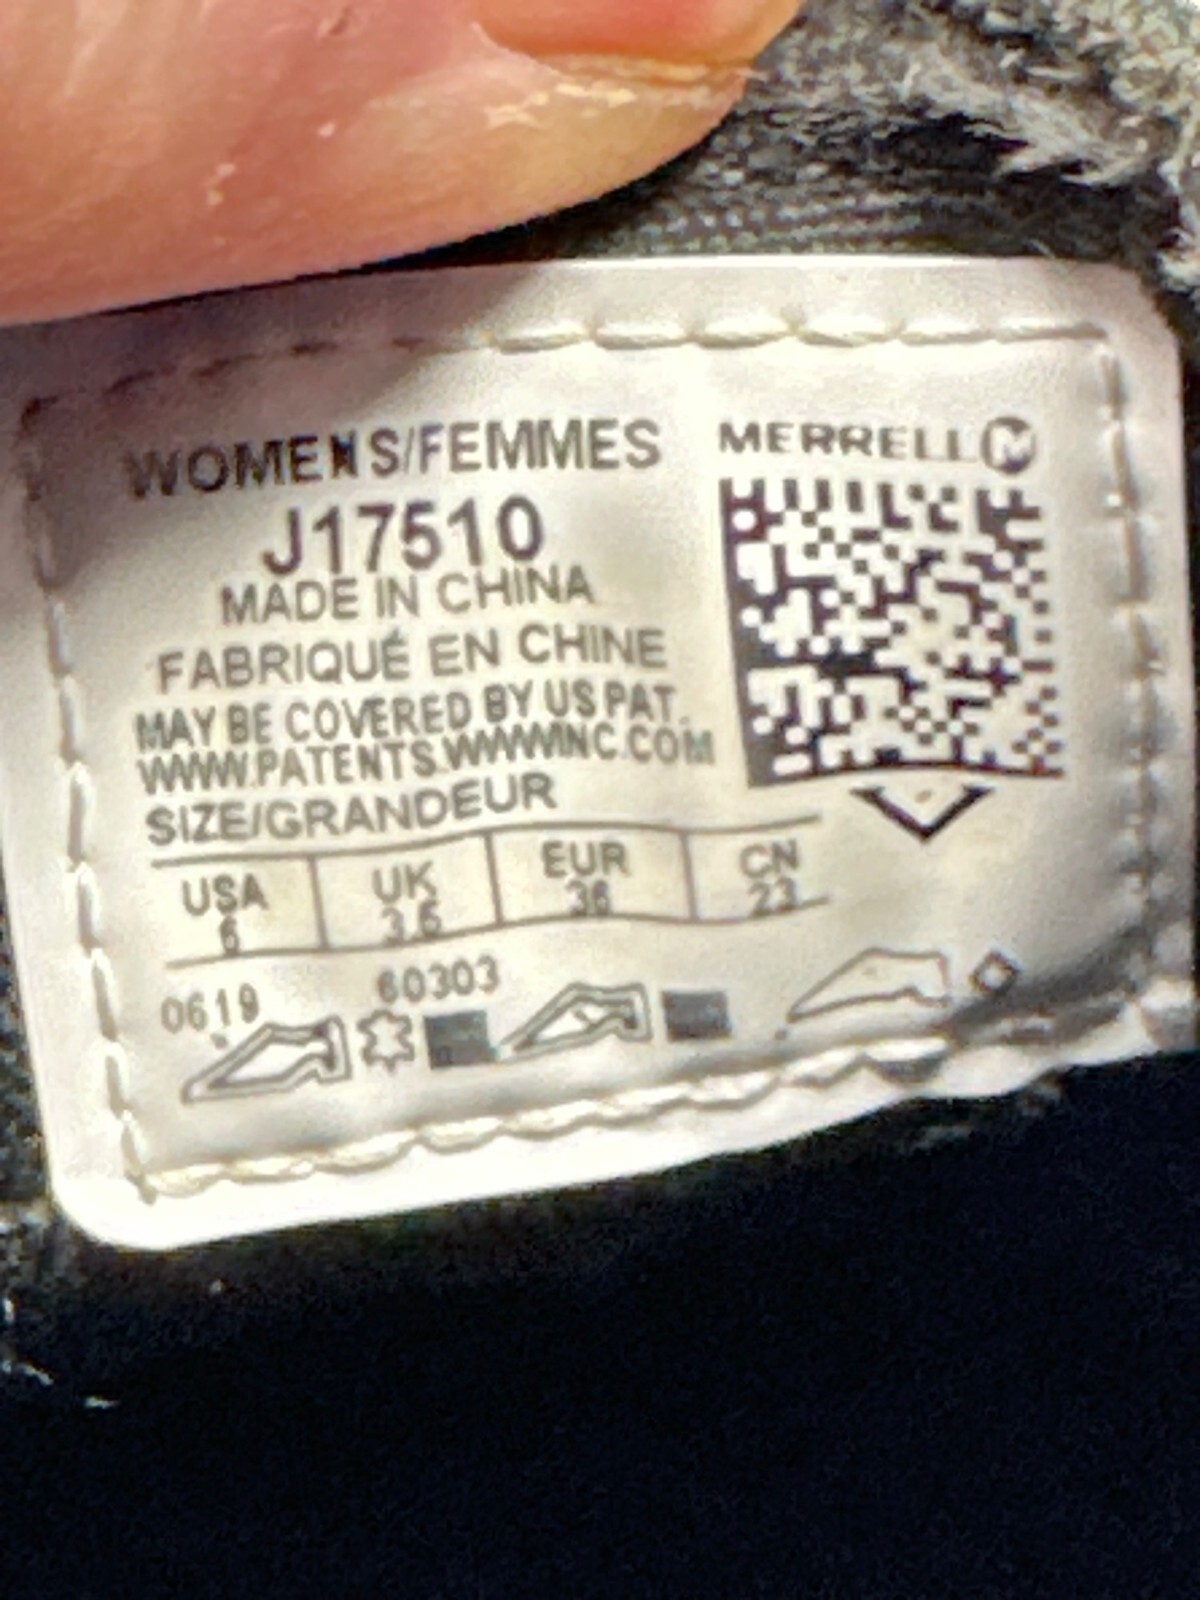 WOMENS/FEMMES
MERRELL
J17510
MADE IN CHINA
FABRIQUÉ EN CHINE
MAY BE COVERED BY US PAT.
WWW.PATENTS.WWWINC.COM
SIZE/GRANDEUR
USA UK EUR CN
6 3.5 36 23
0619 60303